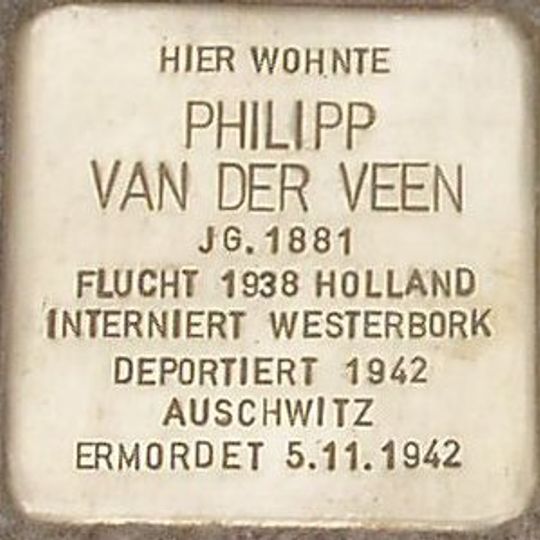 HIER WOHNTE
PHILIPP
VAN DER VEEN
JG. 1881
FLUCHT 1938 HOLLAND
INTERNIERT WESTERBORK
DEPORTIERT 1942
AUSCHWITZ
ERMORDET 5.11.1942